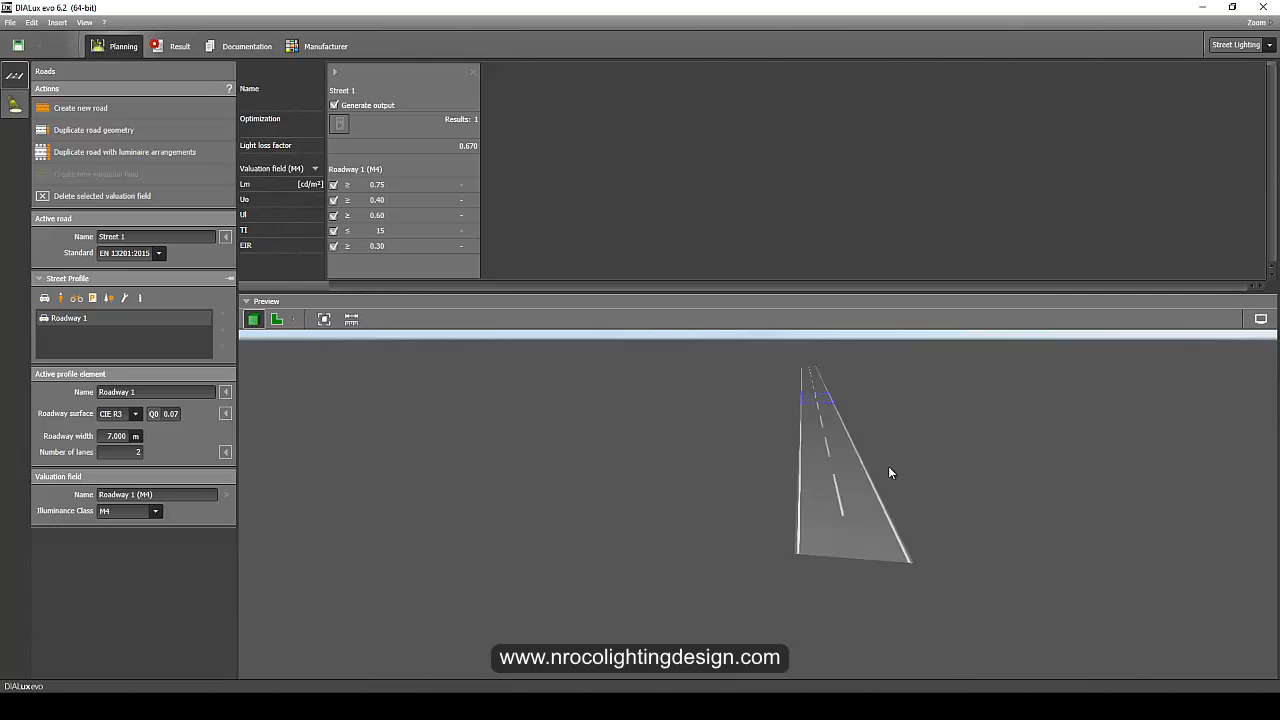 DIALux evo 6.2 (64-bit)
File Edit Insert View ?
Zoom
Planning Result Documentation Manufacturer
Street Lighting
Roads
Actions ?
Create new road
Duplicate road geometry
Duplicate road with luminaire arrangements
Create new valuation field
Delete selected valuation field
Active road
Name Street 1
Standard EN 13201:2015
Street Profile
Roadway 1
Active profile element
Name Roadway 1
Roadway surface CIE R3 Q0 0.07
Roadway width 7.000 m
Number of lanes 2
Valuation field
Name Roadway 1 (M4)
Illuminance Class M4
Name Street 1
Generate output
Optimization Results: 1
Light loss factor 0.670
Valuation field (M4) Roadway 1 (M4)
Lm [cd/m²] ≥ 0.75 -
Uo ≥ 0.40 -
Ul ≥ 0.60 -
TI ≤ 15 -
EIR ≥ 0.30 -
Preview
www.nrocolightingdesign.com
DIALux evo